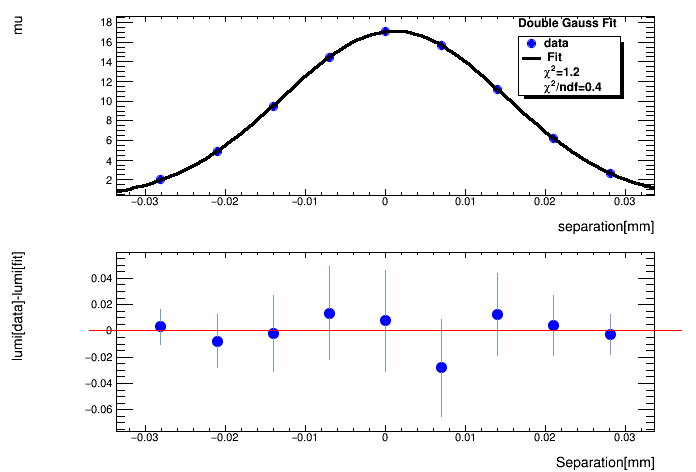 mu
Double Gauss Fit
data
Fit
χ²=1.2
χ²/ndf=0.4
18
16
14
12
10
8
6
4
2
−0.03 −0.02 −0.01 0 0.01 0.02 0.03
separation[mm]
lumi[data]-lumi[fit]
0.04
0.02
0
−0.02
−0.04
−0.06
−0.03 −0.02 −0.01 0 0.01 0.02 0.03
Separation[mm]